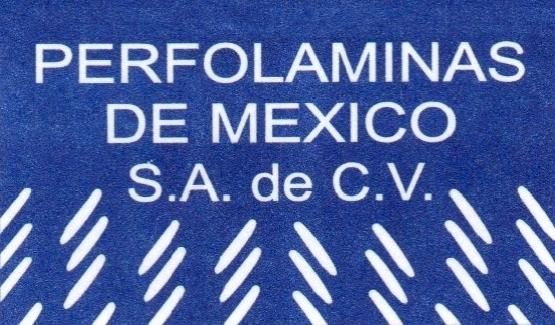 PERFOLAMINAS
DE MEXICO
S.A. de C.V.